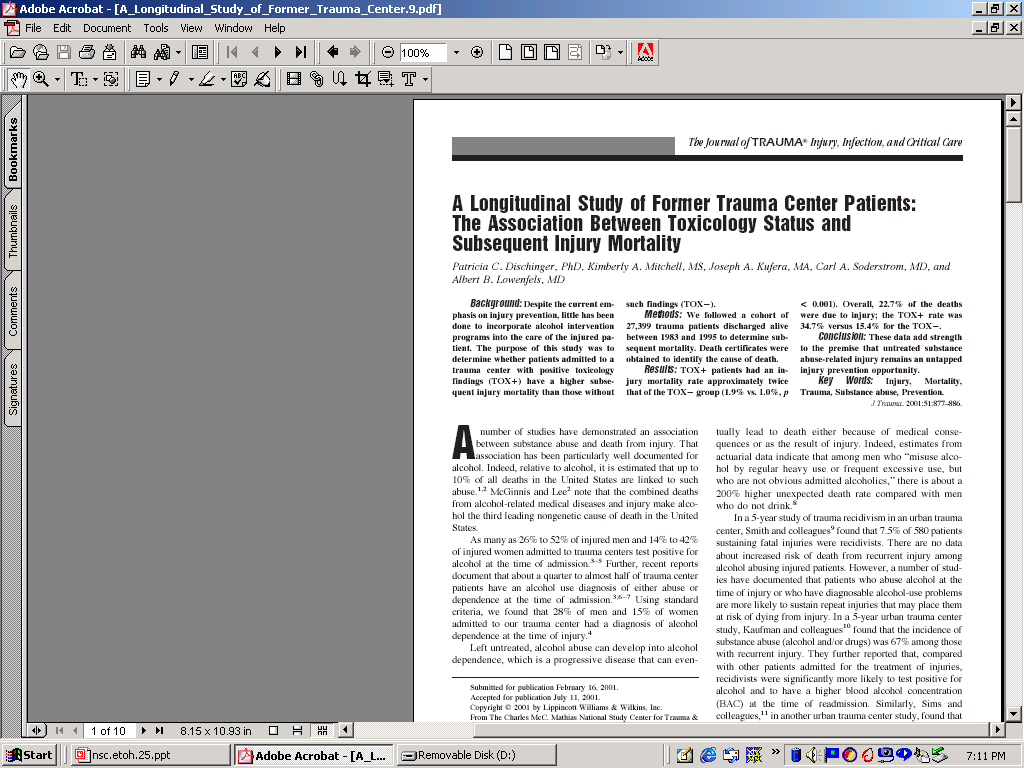 Adobe Acrobat - [A_Longitudinal_Study_of_Former_Trauma_Center.9.pdf]
File Edit Document Tools View Window Help
100%
Adobe
Bookmarks
Thumbnails
Comments
Signatures
The Journal of TRAUMA® Injury, Infection, and Critical Care
A Longitudinal Study of Former Trauma Center Patients:
The Association Between Toxicology Status and
Subsequent Injury Mortality
Patricia C. Dischinger, PhD, Kimberly A. Mitchell, MS, Joseph A. Kufera, MA, Carl A. Soderstrom, MD, and
Albert B. Lowenfels, MD
Background: Despite the current em-
phasis on injury prevention, little has been
done to incorporate alcohol intervention
programs into the care of the injured pa-
tient. The purpose of this study was to
determine whether patients admitted to a
trauma center with positive toxicology
findings (TOX+) have a higher subse-
quent injury mortality than those without
such findings (TOX−).
Methods: We followed a cohort of
27,399 trauma patients discharged alive
between 1983 and 1995 to determine sub-
sequent mortality. Death certificates were
obtained to identify the cause of death.
Results: TOX+ patients had an in-
jury mortality rate approximately twice
that of the TOX− group (1.9% vs. 1.0%, p
< 0.001). Overall, 22.7% of the deaths
were due to injury; the TOX+ rate was
34.7% versus 15.4% for the TOX−.
Conclusion: These data add strength
to the premise that untreated substance
abuse-related injury remains an untapped
injury prevention opportunity.
Key Words: Injury, Mortality,
Trauma, Substance abuse, Prevention.
J Trauma. 2001;51:877–886.
A number of studies have demonstrated an association
between substance abuse and death from injury. That
association has been particularly well documented for
alcohol. Indeed, relative to alcohol, it is estimated that up to
10% of all deaths in the United States are linked to such
abuse.1,2 McGinnis and Lee2 note that the combined deaths
from alcohol-related medical diseases and injury make alco-
hol the third leading nongenetic cause of death in the United
States.
As many as 26% to 52% of injured men and 14% to 42%
of injured women admitted to trauma centers test positive for
alcohol at the time of admission.3–5 Further, recent reports
document that about a quarter to almost half of trauma center
patients have an alcohol use diagnosis of either abuse or
dependence at the time of admission.3,6–7 Using standard
criteria, we found that 28% of men and 15% of women
admitted to our trauma center had a diagnosis of alcohol
dependence at the time of injury.4
Left untreated, alcohol abuse can develop into alcohol
dependence, which is a progressive disease that can even-
Submitted for publication February 16, 2001.
Accepted for publication July 11, 2001.
Copyright © 2001 by Lippincott Williams & Wilkins, Inc.
From The Charles McC. Mathias National Study Center for Trauma &
tually lead to death either because of medical conse-
quences or as the result of injury. Indeed, estimates from
actuarial data indicate that among men who “misuse alco-
hol by regular heavy use or frequent excessive use, but
who are not obvious admitted alcoholics,” there is about a
200% higher unexpected death rate compared with men
who do not drink.8
In a 5-year study of trauma recidivism in an urban trauma
center, Smith and colleagues9 found that 7.5% of 580 patients
sustaining fatal injuries were recidivists. There are no data
about increased risk of death from recurrent injury among
alcohol abusing injured patients. However, a number of stud-
ies have documented that patients who abuse alcohol at the
time of injury or who have diagnosable alcohol-use problems
are more likely to sustain repeat injuries that may place them
at risk of dying from injury. In a 5-year urban trauma center
study, Kaufman and colleagues10 found that the incidence of
substance abuse (alcohol and/or drugs) was 67% among those
with recurrent injury. They further reported that, compared
with other patients admitted for the treatment of injuries,
recidivists were significantly more likely to test positive for
alcohol and to have a higher blood alcohol concentration
(BAC) at the time of readmission. Similarly, Sims and
colleagues,11 in another urban trauma center study, found that
1 of 10
8.15 x 10.93 in
Start
nsc.etoh.25.ppt
Adobe Acrobat - [A_L...
Removable Disk (D:)
7:11 PM